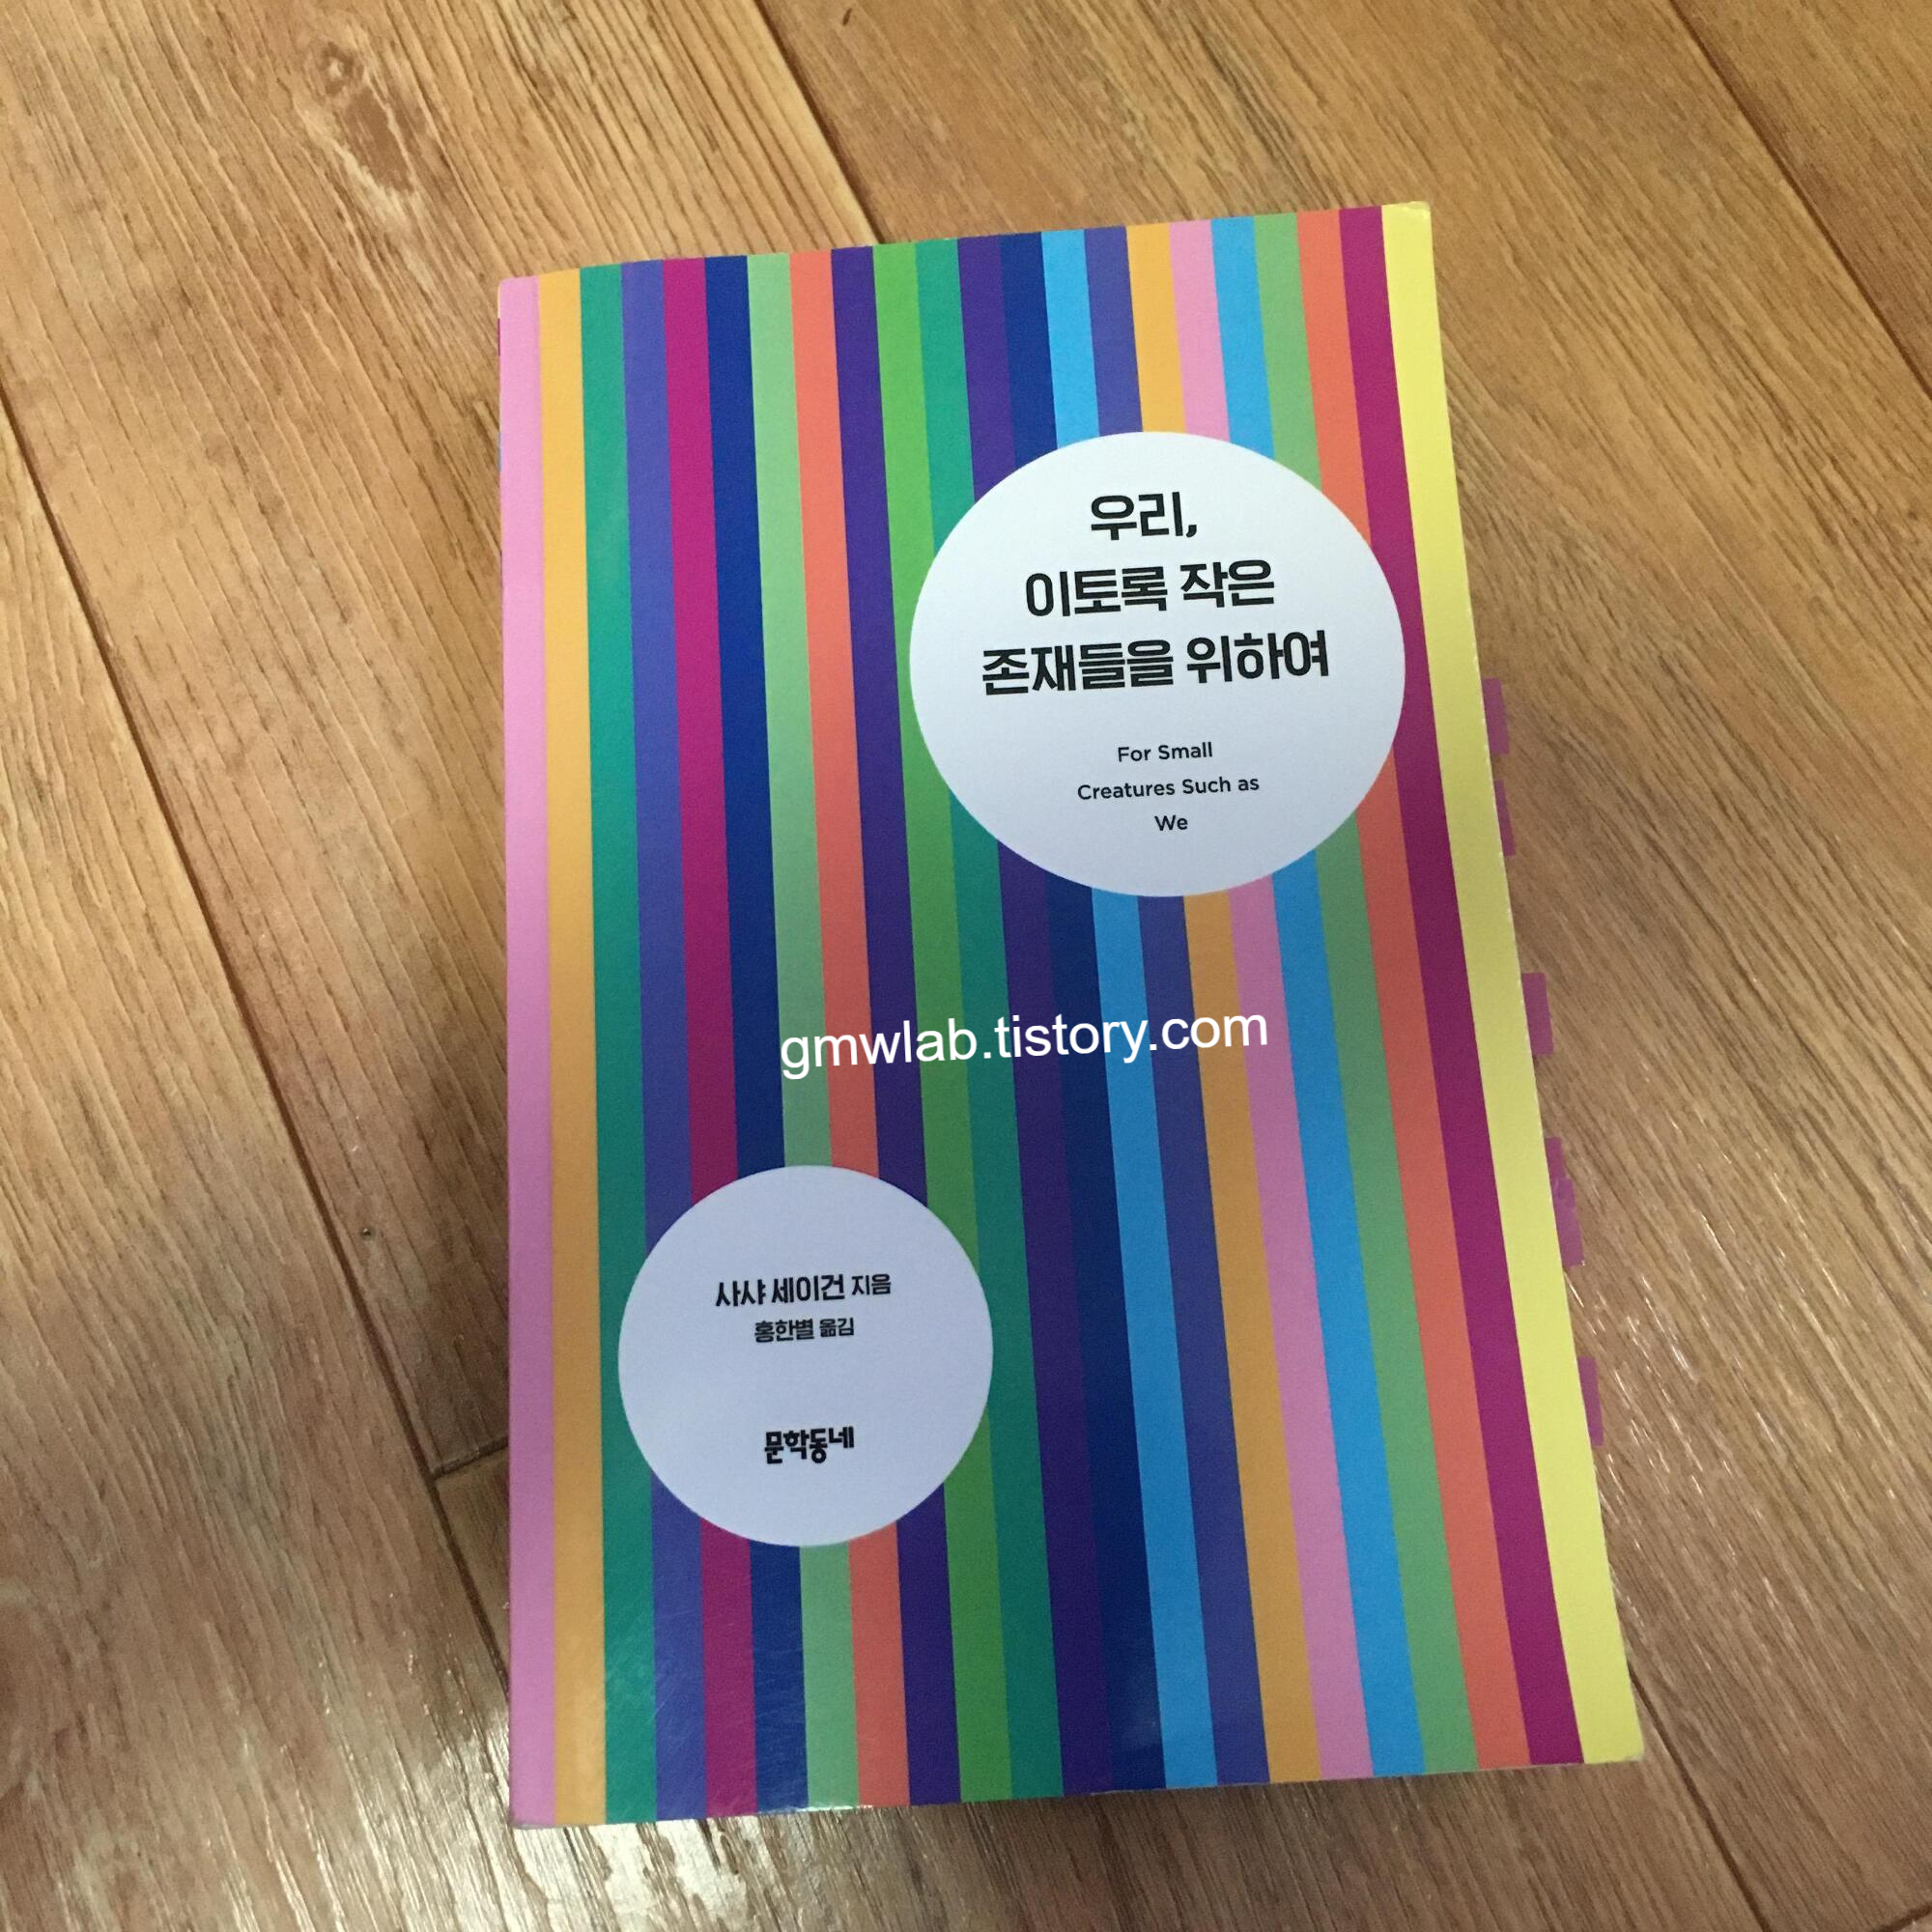 우리,
이토록 작은
존재들을 위하여
For Small
Creatures Such as
We
gmwlab.tistory.com
사샤 세이건 지음
홍한별 옮김
문학동네